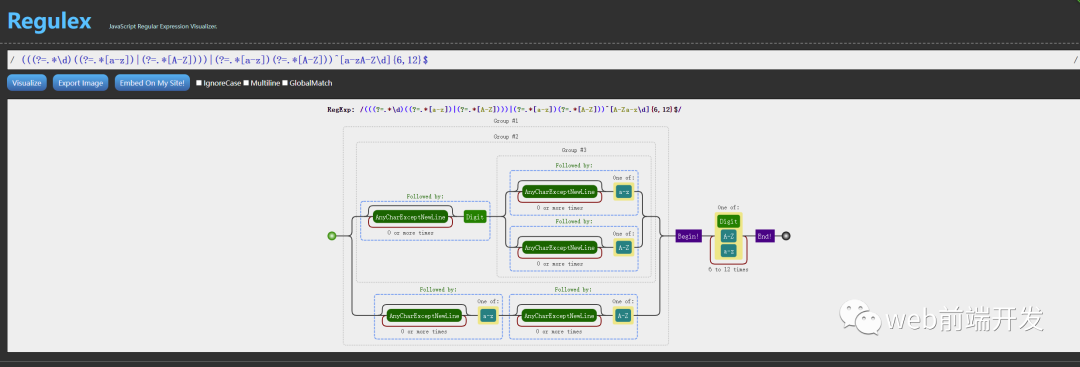 Regulex JavaScript Regular Expression Visualizer.
/ (((?=.*\d)((?=.*[a-z])|(?=.*[A-Z])))|(?=.*[a-z])(?=.*[A-Z]))^[a-zA-Z\d]{6,12}$ /
Visualize Export Image Embed On My Site! IgnoreCase Multiline GlobalMatch
RegExp: /(((?=.*\d)((?=.*[a-z])|(?=.*[A-Z])))|(?=.*[a-z])(?=.*[A-Z]))^[A-Za-z\d]{6,12}$/
Group #1
Group #2
Group #3
Followed by:
One of:
AnyCharExceptNewLine a-z
0 or more times
Followed by:
AnyCharExceptNewLine Digit
0 or more times
Followed by:
One of:
AnyCharExceptNewLine A-Z
0 or more times
One of:
Digit
Begin! A-Z End!
a-z
6 to 12 times
Followed by: Followed by:
One of: One of:
AnyCharExceptNewLine a-z AnyCharExceptNewLine A-Z
0 or more times 0 or more times
web前端开发